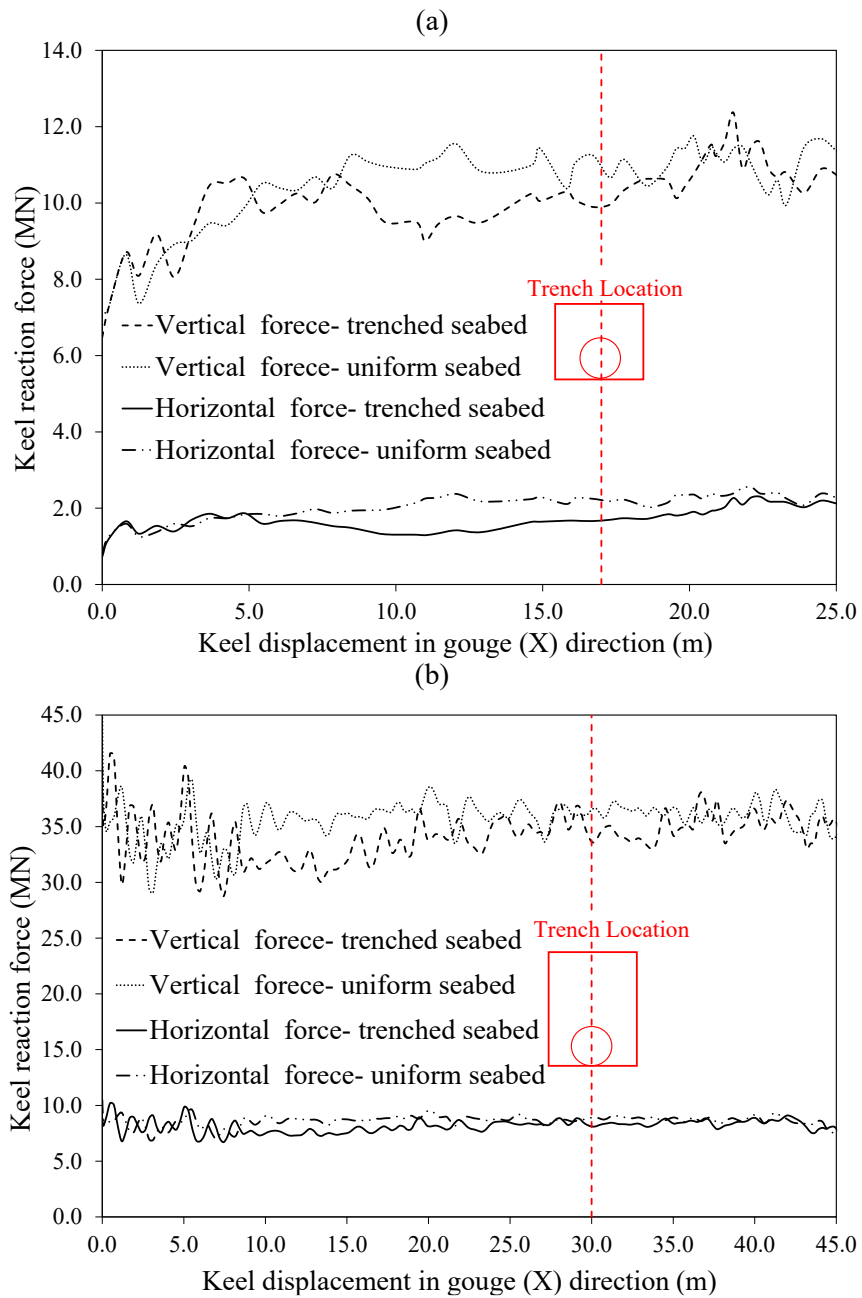 (a)
14.0
12.0
10.0
8.0
6.0
4.0
2.0
0.0
Keel reaction force (MN)
Trench Location
Vertical forece- trenched seabed
Vertical forece- uniform seabed
Horizontal force- trenched seabed
Horizontal forece- uniform seabed
0.0 5.0 10.0 15.0 20.0 25.0
Keel displacement in gouge (X) direction (m)
(b)
45.0
40.0
35.0
30.0
25.0
20.0
15.0
10.0
5.0
0.0
Keel reaction force (MN)
Trench Location
Vertical forece- trenched seabed
Vertical forece- uniform seabed
Horizontal force- trenched seabed
Horizontal forece- uniform seabed
0.0 5.0 10.0 15.0 20.0 25.0 30.0 35.0 40.0 45.0
Keel displacement in gouge (X) direction (m)